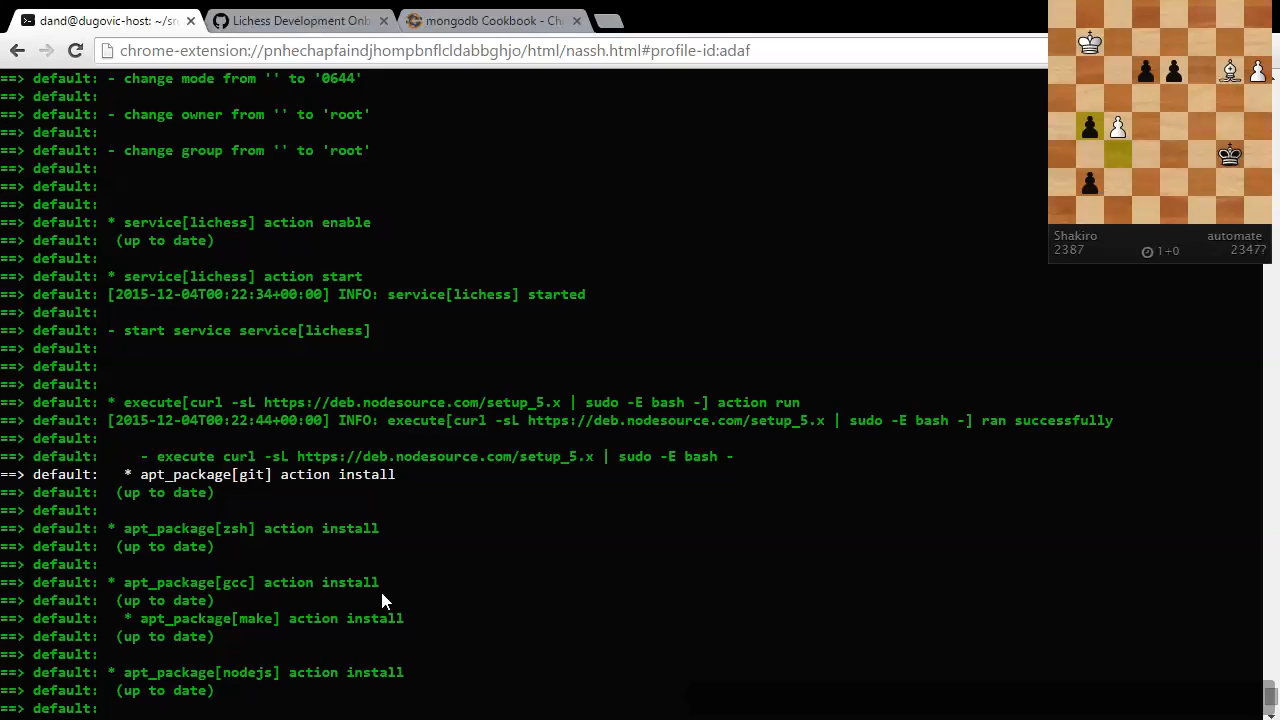 dand@dugovic-host: ~/sr
Lichess Development Onb
mongodb Cookbook - Ch
chrome-extension://pnhechapfaindjhompbnflcldabbghjo/html/nassh.html#profile-id:adaf
==> default: - change mode from '' to '0644'
==> default:
==> default: - change owner from '' to 'root'
==> default:
==> default: - change group from '' to 'root'
==> default:
==> default:
==> default:
==> default: * service[lichess] action enable
==> default:  (up to date)
==> default:
==> default: * service[lichess] action start
==> default: [2015-12-04T00:22:34+00:00] INFO: service[lichess] started
==> default:
==> default: - start service service[lichess]
==> default:
==> default:
==> default:
==> default: * execute[curl -sL https://deb.nodesource.com/setup_5.x | sudo -E bash -] action run
==> default: [2015-12-04T00:22:44+00:00] INFO: execute[curl -sL https://deb.nodesource.com/setup_5.x | sudo -E bash -] ran successfully
==> default:
==> default:     - execute curl -sL https://deb.nodesource.com/setup_5.x | sudo -E bash -
==> default:   * apt_package[git] action install
==> default:  (up to date)
==> default:
==> default: * apt_package[zsh] action install
==> default:  (up to date)
==> default:
==> default: * apt_package[gcc] action install
==> default:  (up to date)
==> default:   * apt_package[make] action install
==> default:  (up to date)
==> default:
==> default: * apt_package[nodejs] action install
==> default:  (up to date)
==> default:
Shakiro automate
2387 1+0 2347?